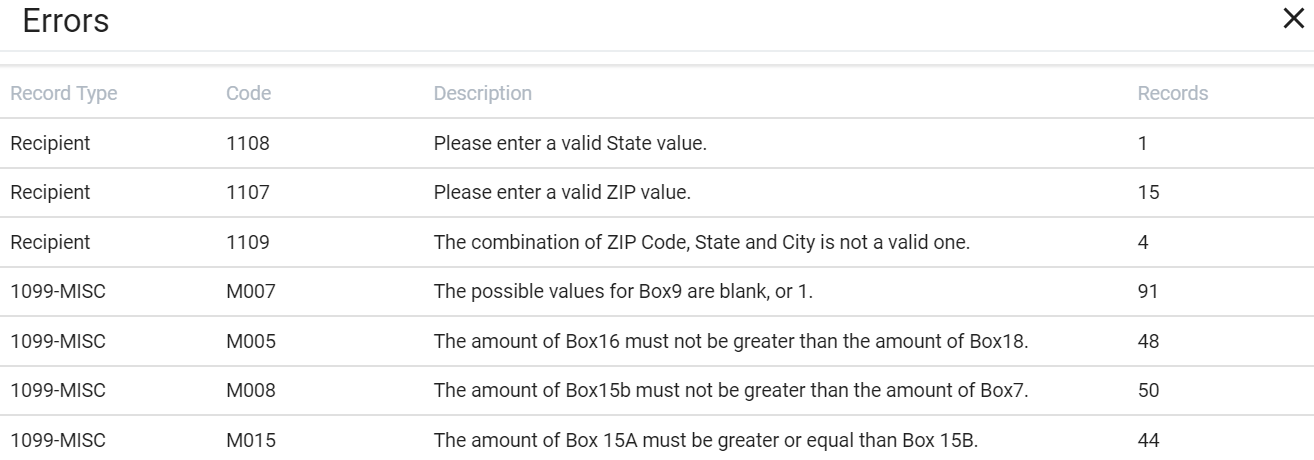 Errors
Record Type Code Description Records
Recipient 1108 Please enter a valid State value. 1
Recipient 1107 Please enter a valid ZIP value. 15
Recipient 1109 The combination of ZIP Code, State and City is not a valid one. 4
1099-MISC M007 The possible values for Box9 are blank, or 1. 91
1099-MISC M005 The amount of Box16 must not be greater than the amount of Box18. 48
1099-MISC M008 The amount of Box15b must not be greater than the amount of Box7. 50
1099-MISC M015 The amount of Box 15A must be greater or equal than Box 15B. 44